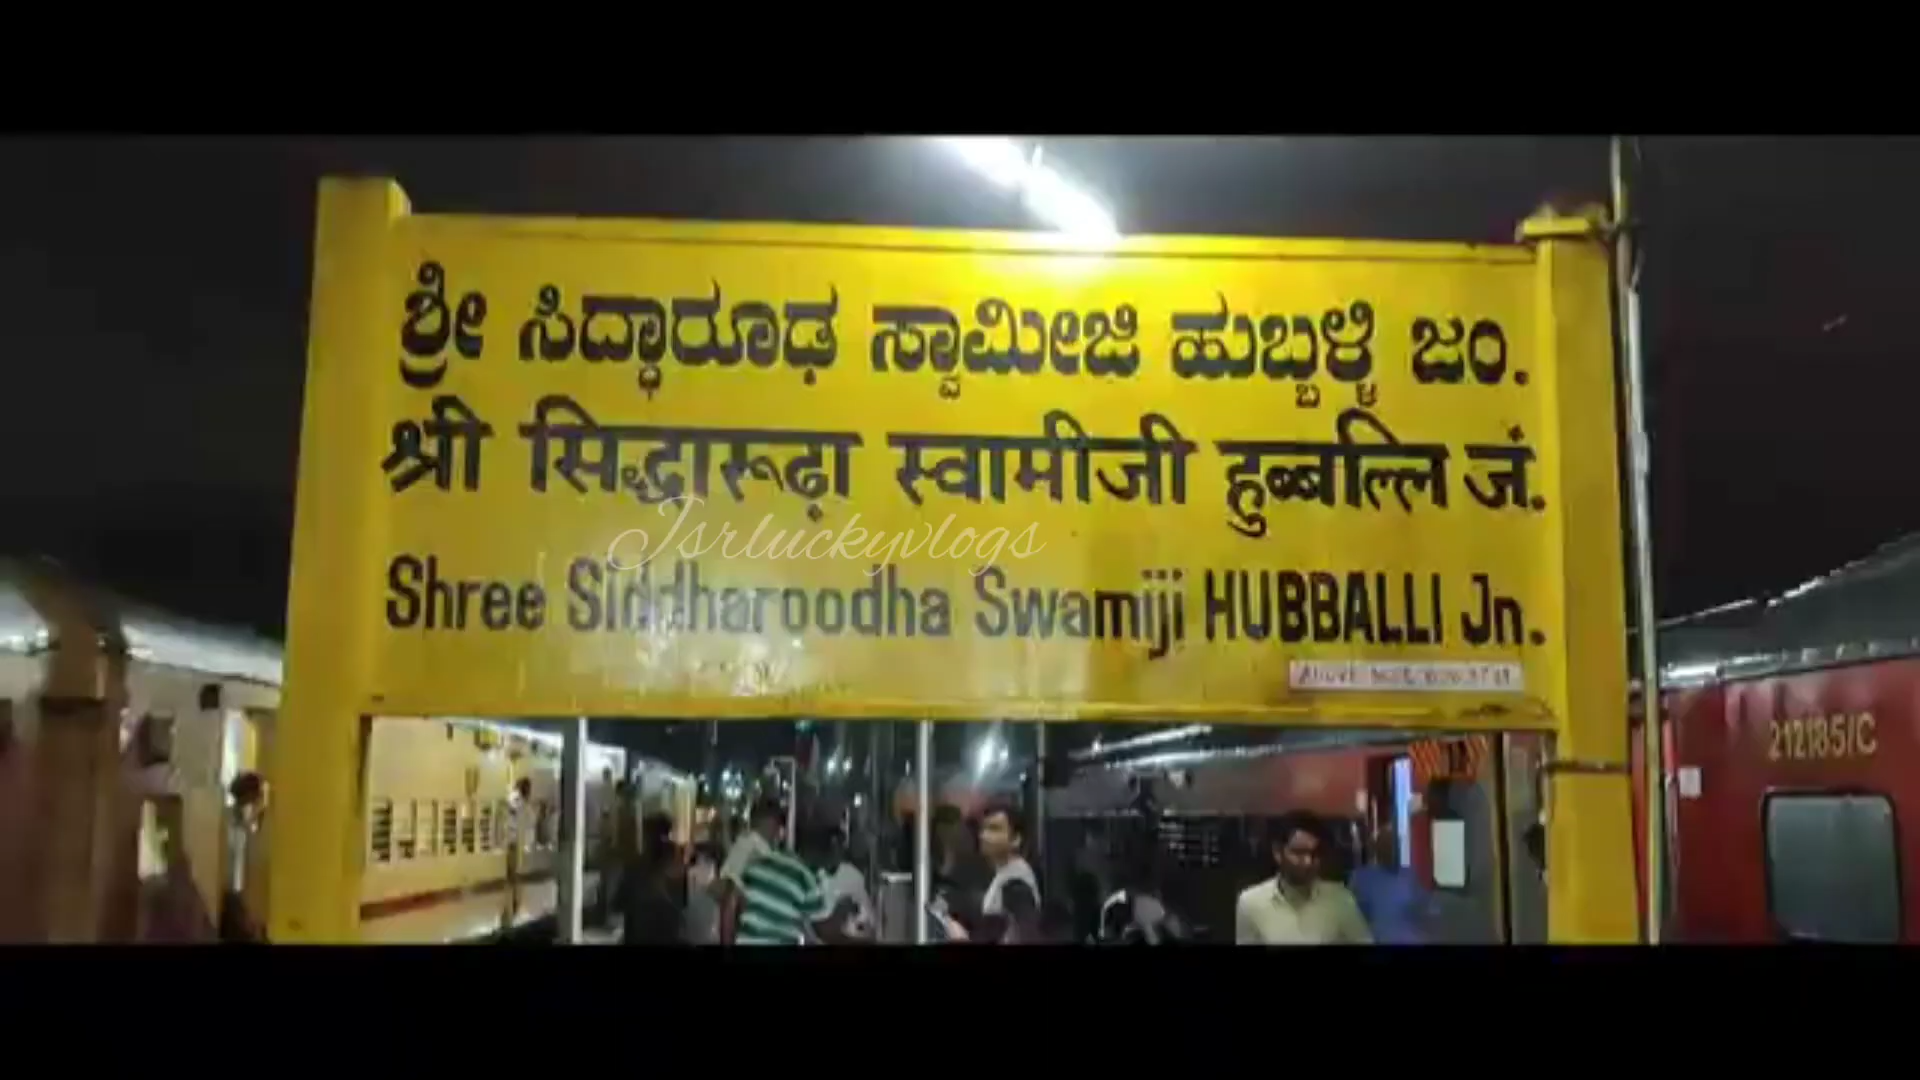 ಶ್ರೀ ಸಿದ್ಧಾರೂಢ ಸ್ವಾಮೀಜಿ ಹುಬ್ಬಳ್ಳಿ ಜಂ.
श्री सिद्धारूढ़ा स्वामीजी हुब्बल्लि जं.
Jsrluckyvlogs
Shree Siddharoodha Swamiji HUBBALLI Jn.
212185/C